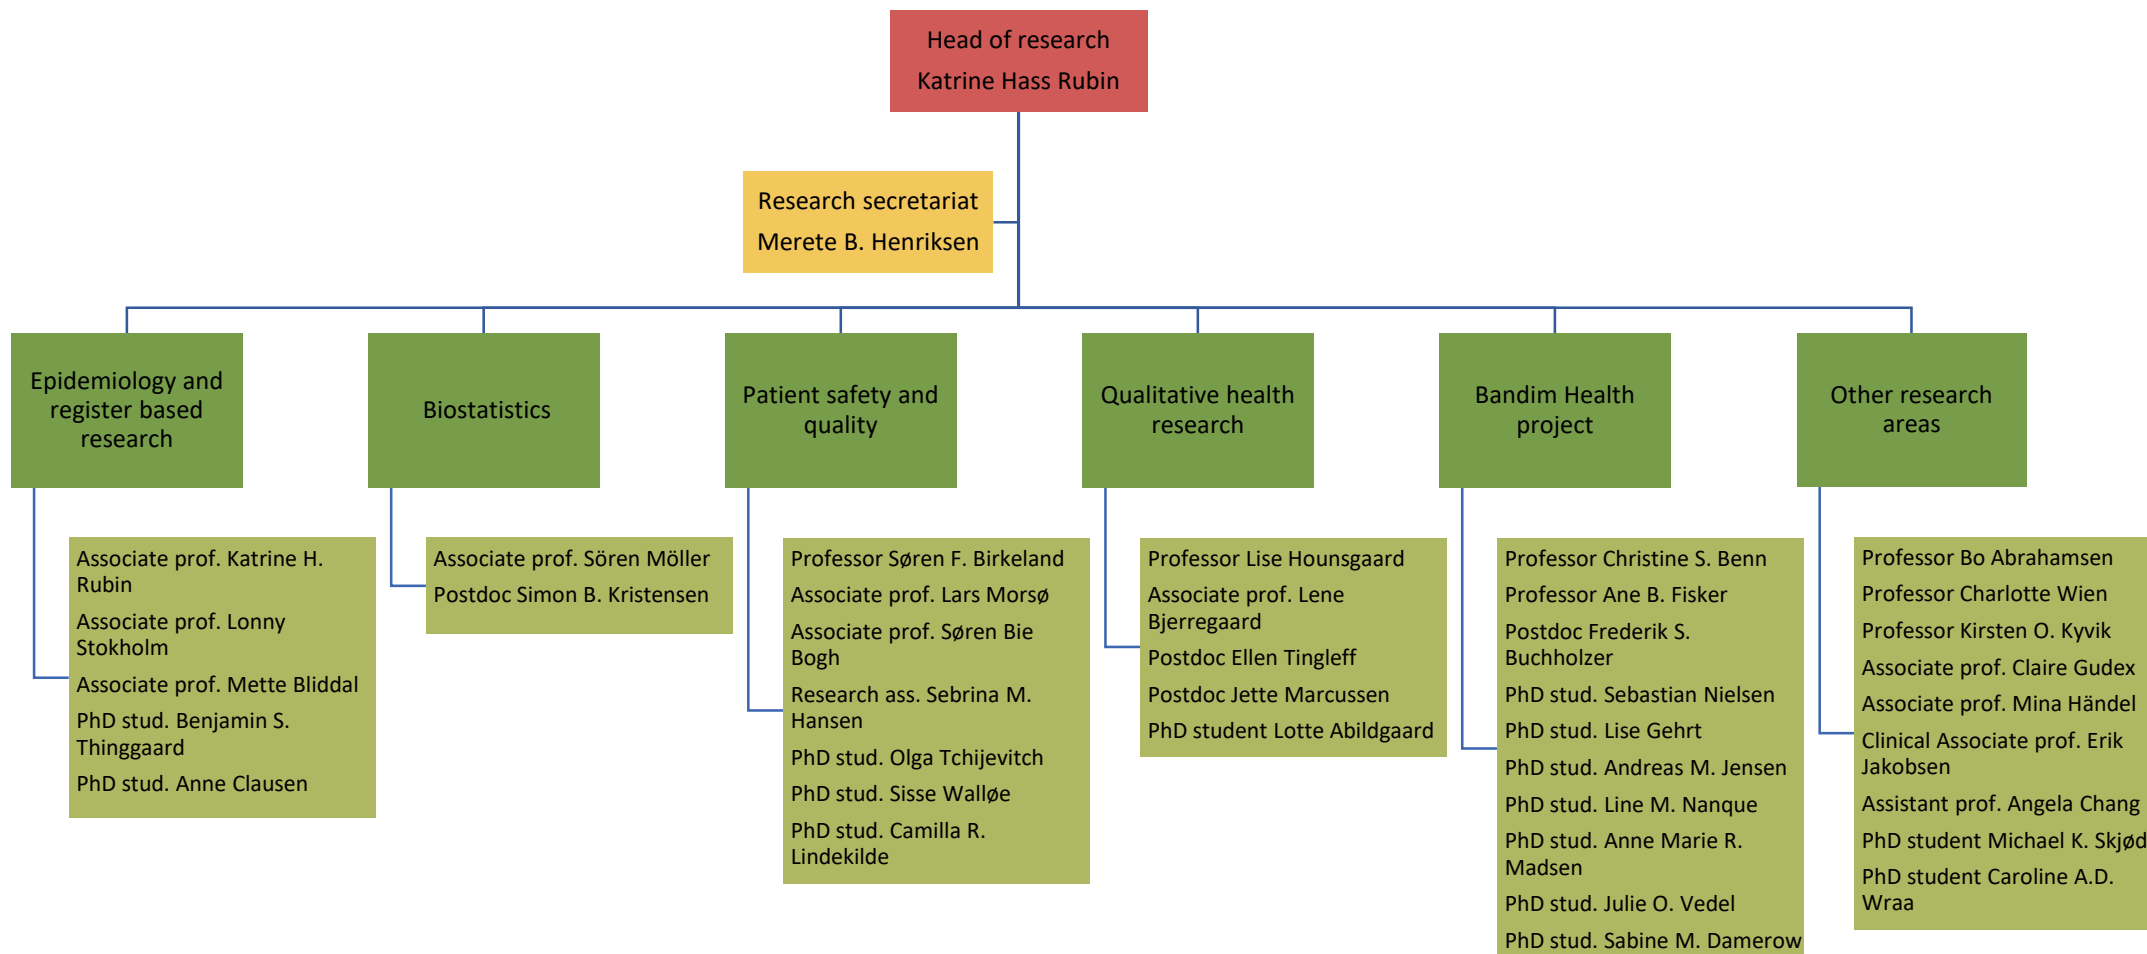 Head of research
Katrine Hass Rubin
Research secretariat
Merete B. Henriksen
Epidemiology and
register based
research
Biostatistics
Patient safety and
quality
Qualitative health
research
Bandim Health
project
Other research
areas
Associate prof. Katrine H.
Rubin
Associate prof. Lonny
Stokholm
Associate prof. Mette Bliddal
PhD stud. Benjamin S.
Thinggaard
PhD stud. Anne Clausen
Associate prof. Sören Möller
Postdoc Simon B. Kristensen
Professor Søren F. Birkeland
Associate prof. Lars Morsø
Associate prof. Søren Bie
Bogh
Research ass. Sebrina M.
Hansen
PhD stud. Olga Tchijevitch
PhD stud. Sisse Walløe
PhD stud. Camilla R.
Lindekilde
Professor Lise Hounsgaard
Associate prof. Lene
Bjerregaard
Postdoc Ellen Tingleff
Postdoc Jette Marcussen
PhD student Lotte Abildgaard
Professor Christine S. Benn
Professor Ane B. Fisker
Postdoc Frederik S.
Buchholzer
PhD stud. Sebastian Nielsen
PhD stud. Lise Gehrt
PhD stud. Andreas M. Jensen
PhD stud. Line M. Nanque
PhD stud. Anne Marie R.
Madsen
PhD stud. Julie O. Vedel
PhD stud. Sabine M. Damerow
Professor Bo Abrahamsen
Professor Charlotte Wien
Professor Kirsten O. Kyvik
Associate prof. Claire Gudex
Associate prof. Mina Händel
Clinical Associate prof. Erik
Jakobsen
Assistant prof. Angela Chang
PhD student Michael K. Skjød
PhD student Caroline A.D.
Wraa